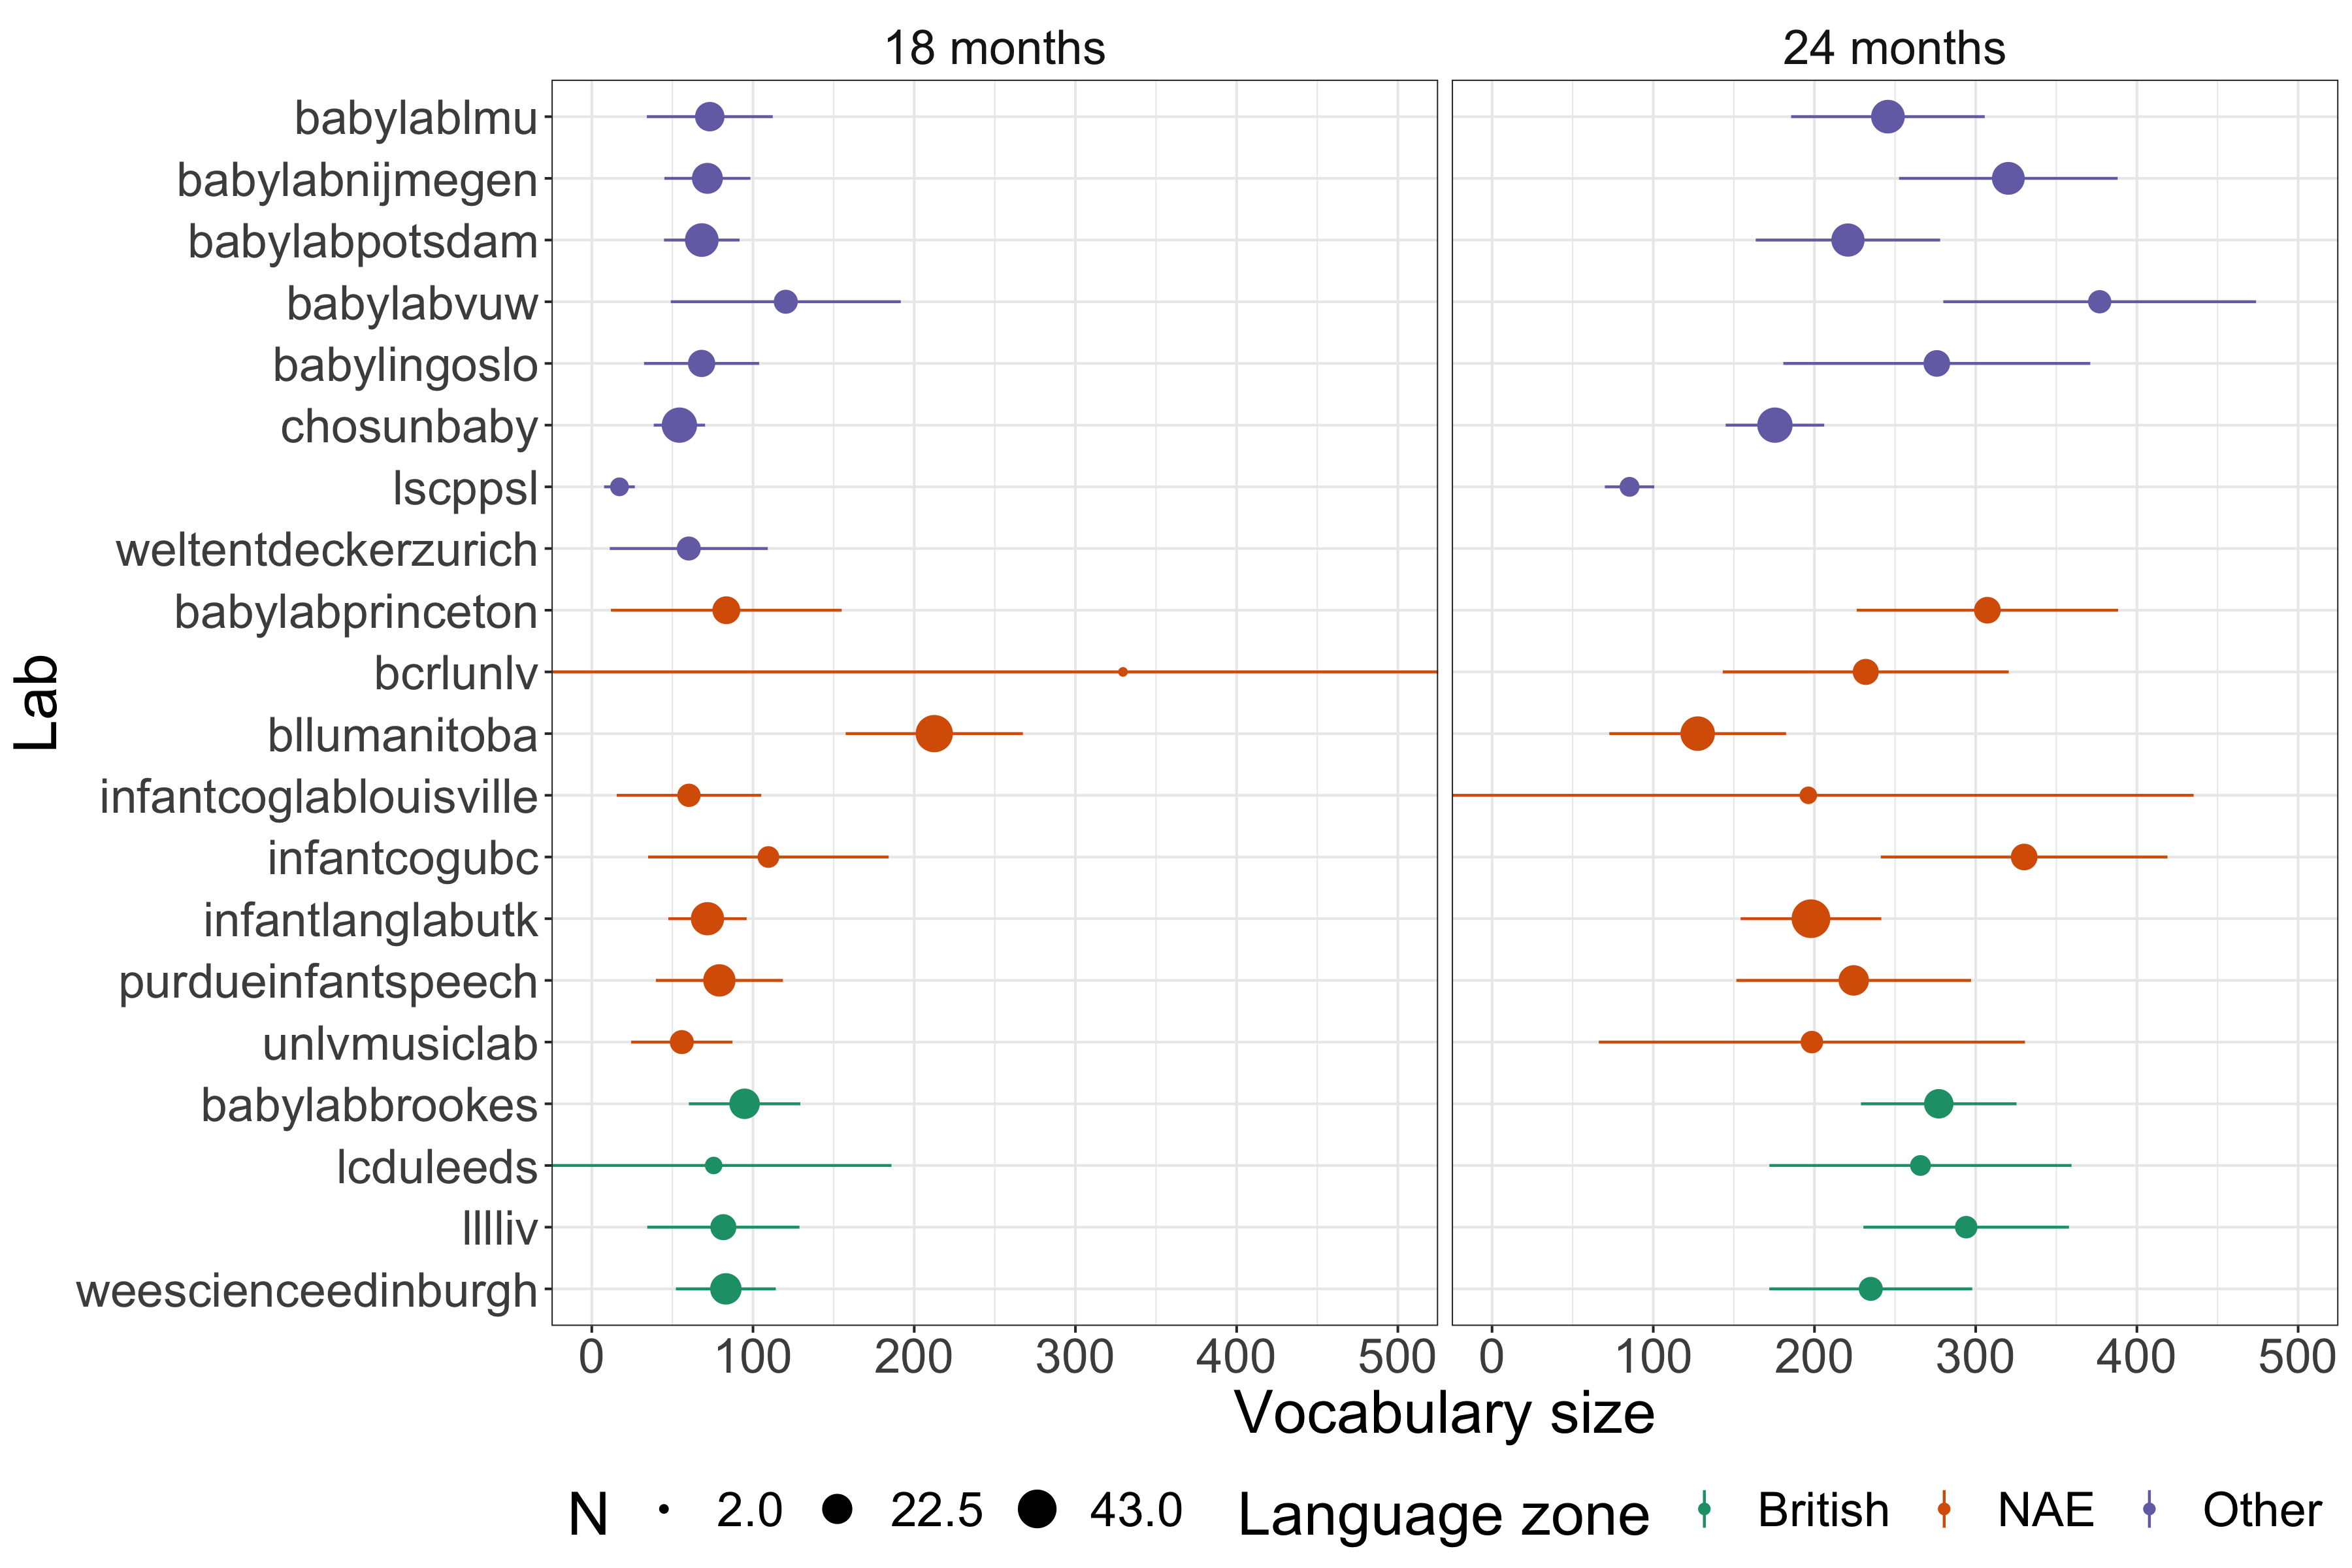 18 months 24 months
babylablmu
babylabnijmegen
babylabpotsdam
babylabvuw
babylingoslo
chosunbaby
lscppsl
weltentdeckerzurich
babylabprinceton
bcrlunlv
bllumanitoba
infantcoglablouisville
infantcogubc
infantlanglabutk
purdueinfantspeech
unlvmusiclab
babylabbrookes
lcduleeds
lllliv
weescienceedinburgh
Lab
0 100 200 300 400 500 0 100 200 300 400 500
Vocabulary size
N 2.0 22.5 43.0 Language zone British NAE Other